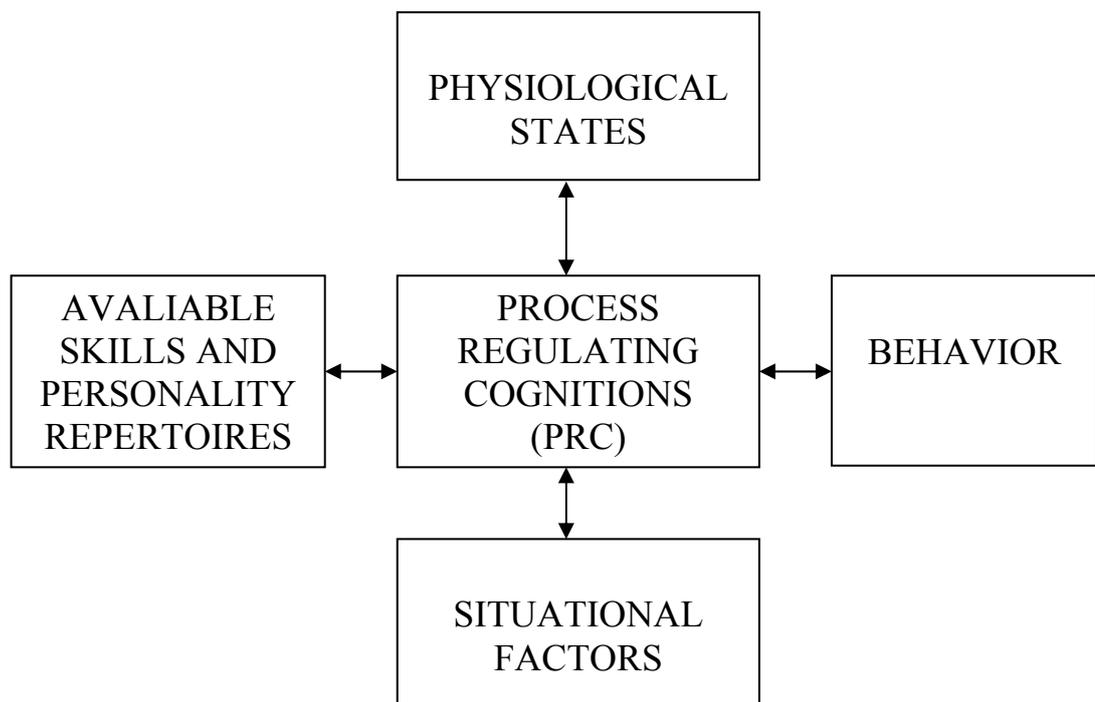 PHYSIOLOGICAL
STATES
AVALIABLE
SKILLS AND
PERSONALITY
REPERTOIRES
PROCESS
REGULATING
COGNITIONS
(PRC)
BEHAVIOR
SITUATIONAL
FACTORS